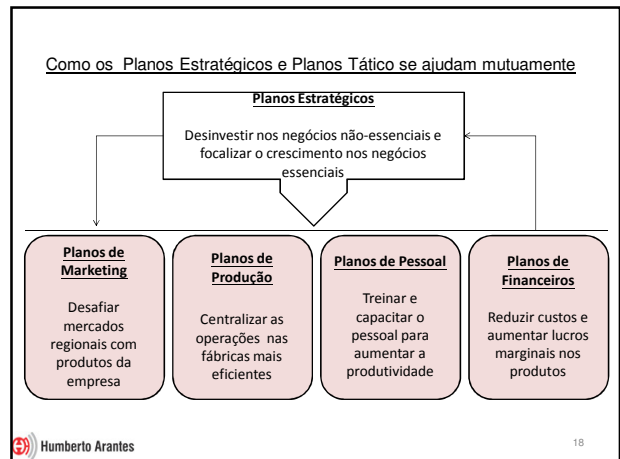 Como os Planos Estratégicos e Planos Tático se ajudam mutuamente
Planos Estratégicos
Desinvestir nos negócios não-essenciais e
focalizar o crescimento nos negócios
essenciais
Planos de
Marketing
Desafiar
mercados
regionais com
produtos da
empresa
Planos de
Produção
Centralizar as
operações nas
fábricas mais
eficientes
Planos de Pessoal
Treinar e
capacitar o
pessoal para
aumentar a
produtividade
Planos de
Financeiros
Reduzir custos e
aumentar lucros
marginais nos
produtos
Humberto Arantes
18